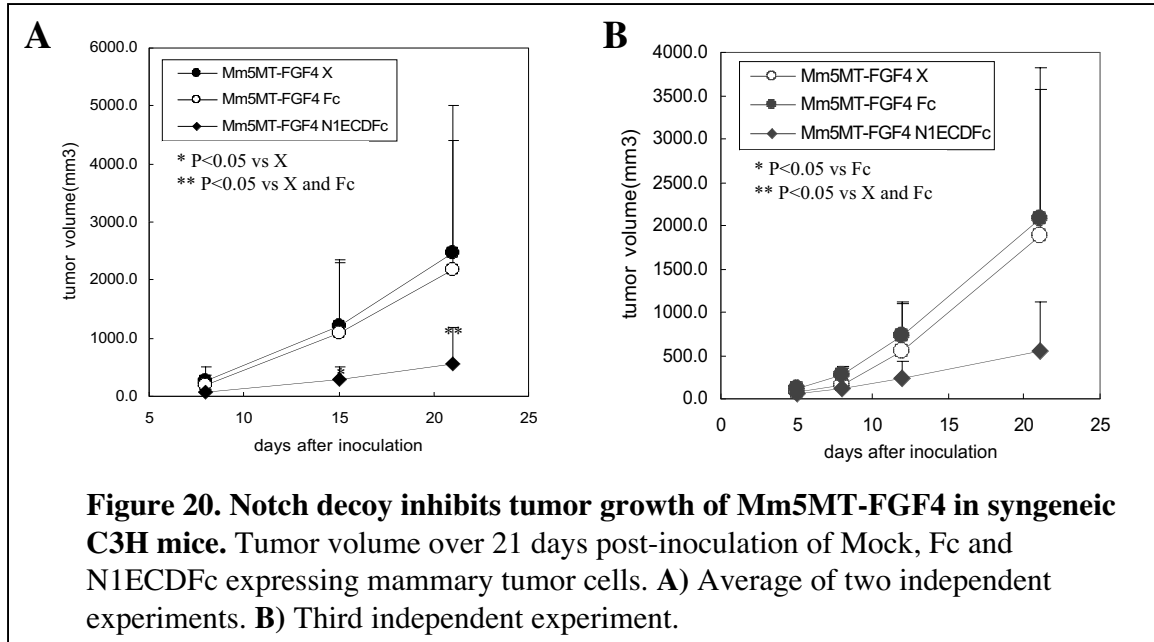 A
6000.0
5000.0
4000.0
3000.0
2000.0
1000.0
0.0
tumor volume(mm3)
Mm5MT-FGF4 X
Mm5MT-FGF4 Fc
Mm5MT-FGF4 N1ECDFc
* P<0.05 vs X
** P<0.05 vs X and Fc
*
**
5 10 15 20 25
days after inoculation
B
4000.0
3500.0
3000.0
2500.0
2000.0
1500.0
1000.0
500.0
0.0
tumor volume(mm3)
Mm5MT-FGF4 X
Mm5MT-FGF4 Fc
Mm5MT-FGF4 N1ECDFc
* P<0.05 vs Fc
** P<0.05 vs X and Fc
0 5 10 15 20 25
days after inoculation
Figure 20. Notch decoy inhibits tumor growth of Mm5MT-FGF4 in syngeneic
C3H mice. Tumor volume over 21 days post-inoculation of Mock, Fc and
N1ECDFc expressing mammary tumor cells. A) Average of two independent
experiments. B) Third independent experiment.